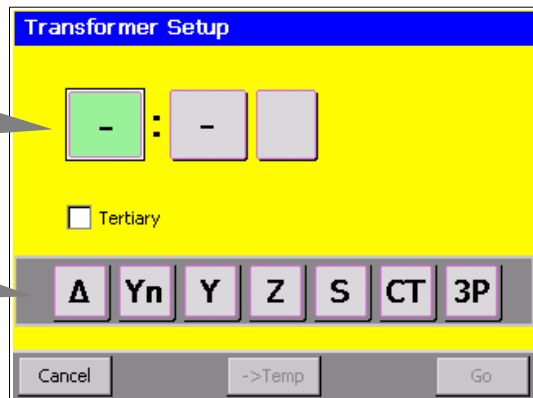 Transformer Setup
- : -
Tertiary
Δ Yn Y Z S CT 3P
Cancel ->Temp Go